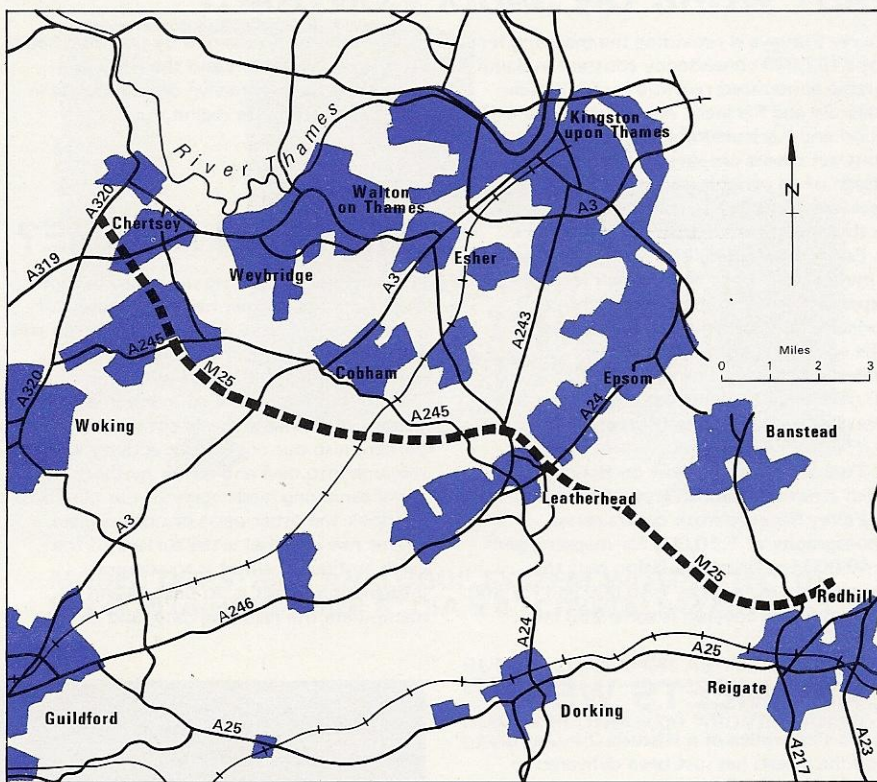 River Thames
Kingston
upon Thames
N
A320
Walton
on Thames
Chertsey
A3
A319
Weybridge
Esher
A3
A243
Miles
0 1 2 3
A245
M25
Cobham
A320
Epsom
A24
A245
Woking
Banstead
Leatherhead
A3
M25
Redhill
A246
A24
A25
Reigate
Guildford
Dorking
A25
A217
A23